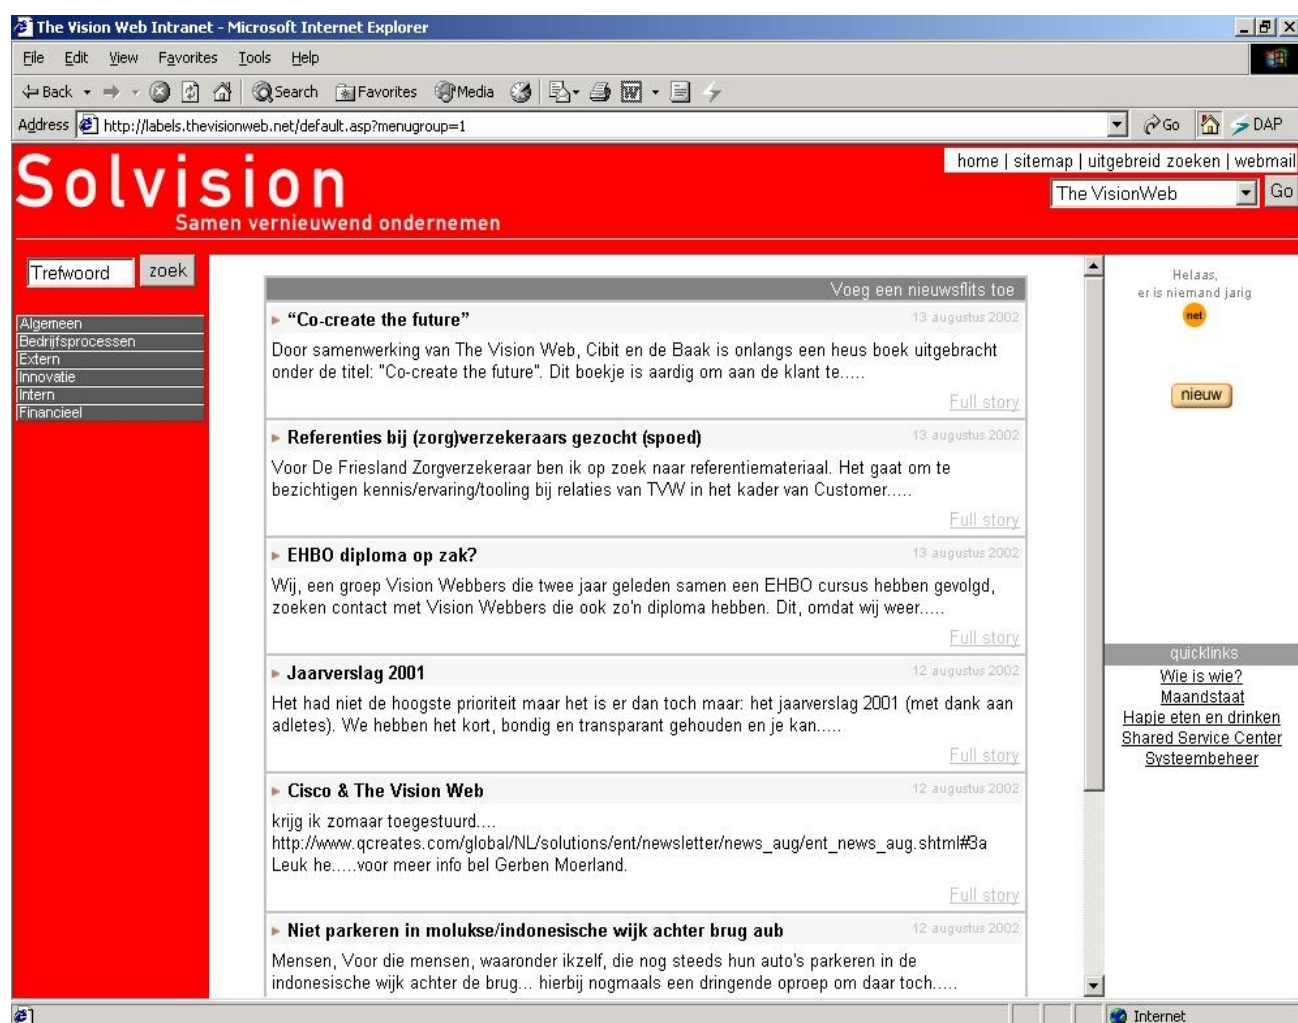 The Vision Web Intranet - Microsoft Internet Explorer
File Edit View Favorites Tools Help
Back Search Favorites Media
Address http://labels.thevisionweb.net/default.asp?menugroup=1 Go DAP
Solvision
Samen vernieuwend ondernemen
home | sitemap | uitgebreid zoeken | webmail
The VisionWeb Go
Trefwoord zoek
Algemeen
Bedrijfsprocessen
Extern
Innovatie
Intern
Financieel
Voeg een nieuwsflits toe
“Co-create the future” 13 augustus 2002
Door samenwerking van The Vision Web, Cibit en de Baak is onlangs een heus boek uitgebracht
onder de titel: "Co-create the future". Dit boekje is aardig om aan de klant te.....
Full story
Referenties bij (zorg)verzekeraars gezocht (spoed) 13 augustus 2002
Voor De Friesland Zorgverzekeraar ben ik op zoek naar referentiemateriaal. Het gaat om te
bezichtigen kennis/ervaring/tooling bij relaties van TVW in het kader van Customer.....
Full story
EHBO diploma op zak? 13 augustus 2002
Wij, een groep Vision Webbers die twee jaar geleden samen een EHBO cursus hebben gevolgd,
zoeken contact met Vision Webbers die ook zo'n diploma hebben. Dit, omdat wij weer.....
Full story
Jaarverslag 2001 12 augustus 2002
Het had niet de hoogste prioriteit maar het is er dan toch maar: het jaarverslag 2001 (met dank aan
adletes). We hebben het kort, bondig en transparant gehouden en je kan.....
Full story
Cisco & The Vision Web 12 augustus 2002
krijg ik zomaar toegestuurd....
http://www.qcreates.com/global/NL/solutions/ent/newsletter/news_aug/ent_news_aug.shtml#3a
Leuk he.....voor meer info bel Gerben Moerland.
Full story
Niet parkeren in molukse/indonesische wijk achter brug aub 12 augustus 2002
Mensen, Voor die mensen, waaronder ikzelf, die nog steeds hun auto's parkeren in de
indonesische wijk achter de brug... hierbij nogmaals een dringende oproep om daar toch.....
Helaas,
er is niemand jarig
net
nieuw
quicklinks
Wie is wie?
Maandstaat
Hapje eten en drinken
Shared Service Center
Systeembeheer
Internet